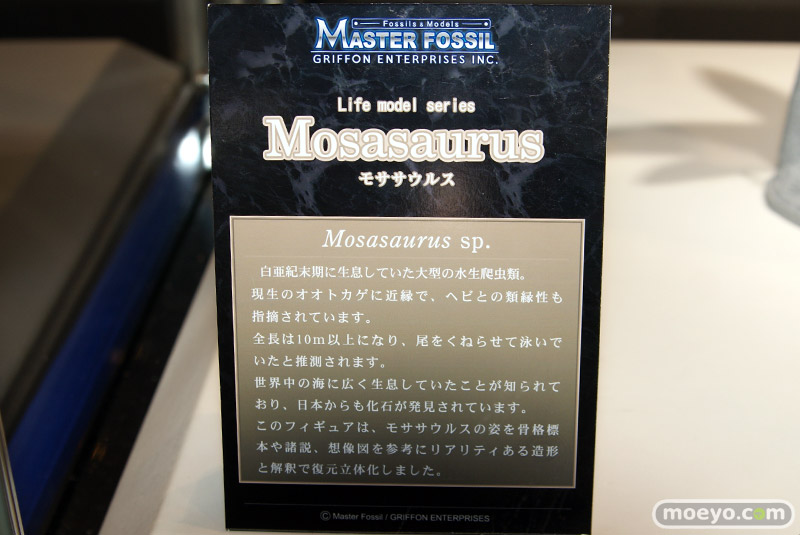 Fossils & Models
MASTER FOSSIL
GRIFFON ENTERPRISES INC.
Life model series
Mosasaurus
モササウルス
Mosasaurus sp.
白亜紀末期に生息していた大型の水生爬虫類。
現生のオオトカゲに近縁で、ヘビとの類縁性も
指摘されています。
全長は10m以上になり、尾をくねらせて泳いで
いたと推測されます。
世界中の海に広く生息していたことが知られて
おり、日本からも化石が発見されています。
このフィギュアは、モササウルスの姿を骨格標
本や諸説、想像図を参考にリアリティある造形
と解釈で復元立体化しました。
© Master Fossil / GRIFFON ENTERPRISES
moeyo.com